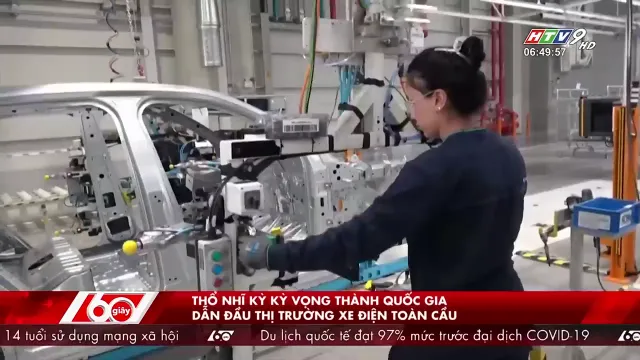 HTV9 HD
06:49:57
THỔ NHĨ KỲ KỲ VỌNG THÀNH QUỐC GIA
DẪN ĐẦU THỊ TRƯỜNG XE ĐIỆN TOÀN CẦU
60 giây
14 tuổi sử dụng mạng xã hội
Du lịch quốc tế đạt 97% mức trước đại dịch COVID-19